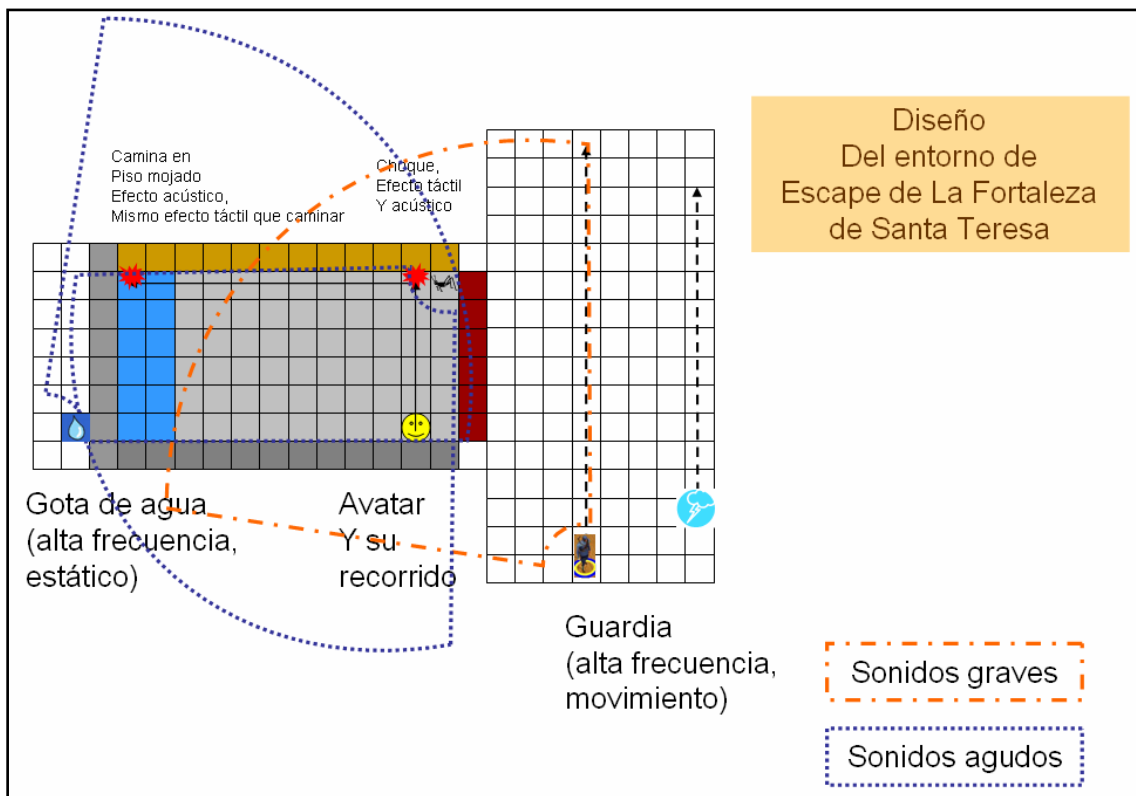 Diseño
Del entorno de
Escape de La Fortaleza
de Santa Teresa
Camina en
Piso mojado
Efecto acústico,
Mismo efecto táctil que caminar
Choque,
Efecto táctil
Y acústico
Gota de agua
(alta frecuencia,
estático)
Avatar
Y su
recorrido
Guardia
(alta frecuencia,
movimiento)
Sonidos graves
Sonidos agudos